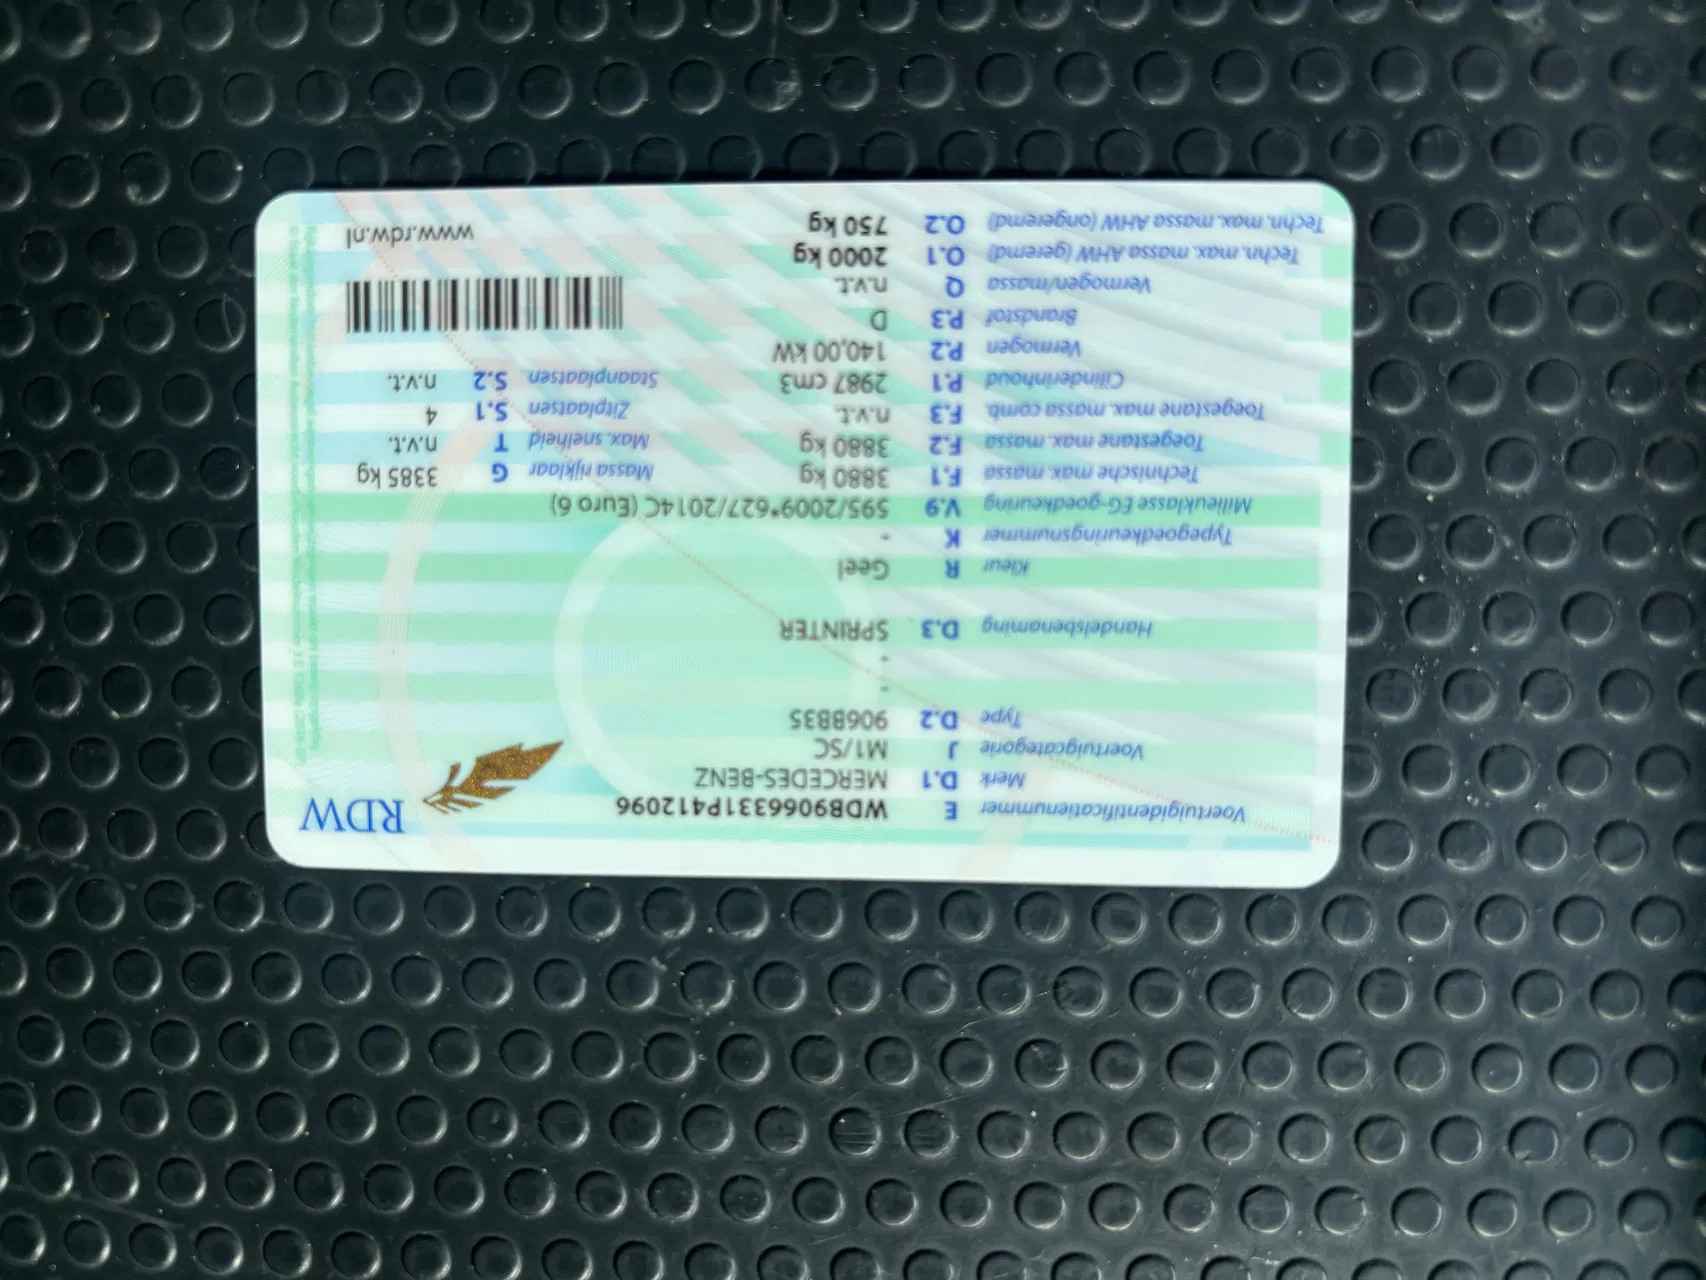 Voertuigidentificatienummer E WDB9066331P412096
RDW
Merk D.1 MERCEDES-BENZ
Voertuigcategorie J M1/SC
Type D.2 906BB35
-
-
Handelsbenaming D.3 SPRINTER
Kleur R Geel
Typegoedkeuringsnummer K -
Milieuklasse EG-goedkeuring V.9 595/2009*627/2014C (Euro 6)
Technische max. massa F.1 3880 kg Massa rijklaar G 3385 kg
Toegestane max. massa F.2 3880 kg Max. snelheid T n.v.t.
Toegestane max. massa comb. F.3 n.v.t. Zitplaatsen S.1 4
Cilinderinhoud P.1 2987 cm3 Staanplaatsen S.2 n.v.t.
Vermogen P.2 140,00 kW
Brandstof P.3 D
Vermogen/massa Q n.v.t.
Techn. max. massa AHW (geremd) O.1 2000 kg
Techn. max. massa AHW (ongeremd) O.2 750 kg
www.rdw.nl